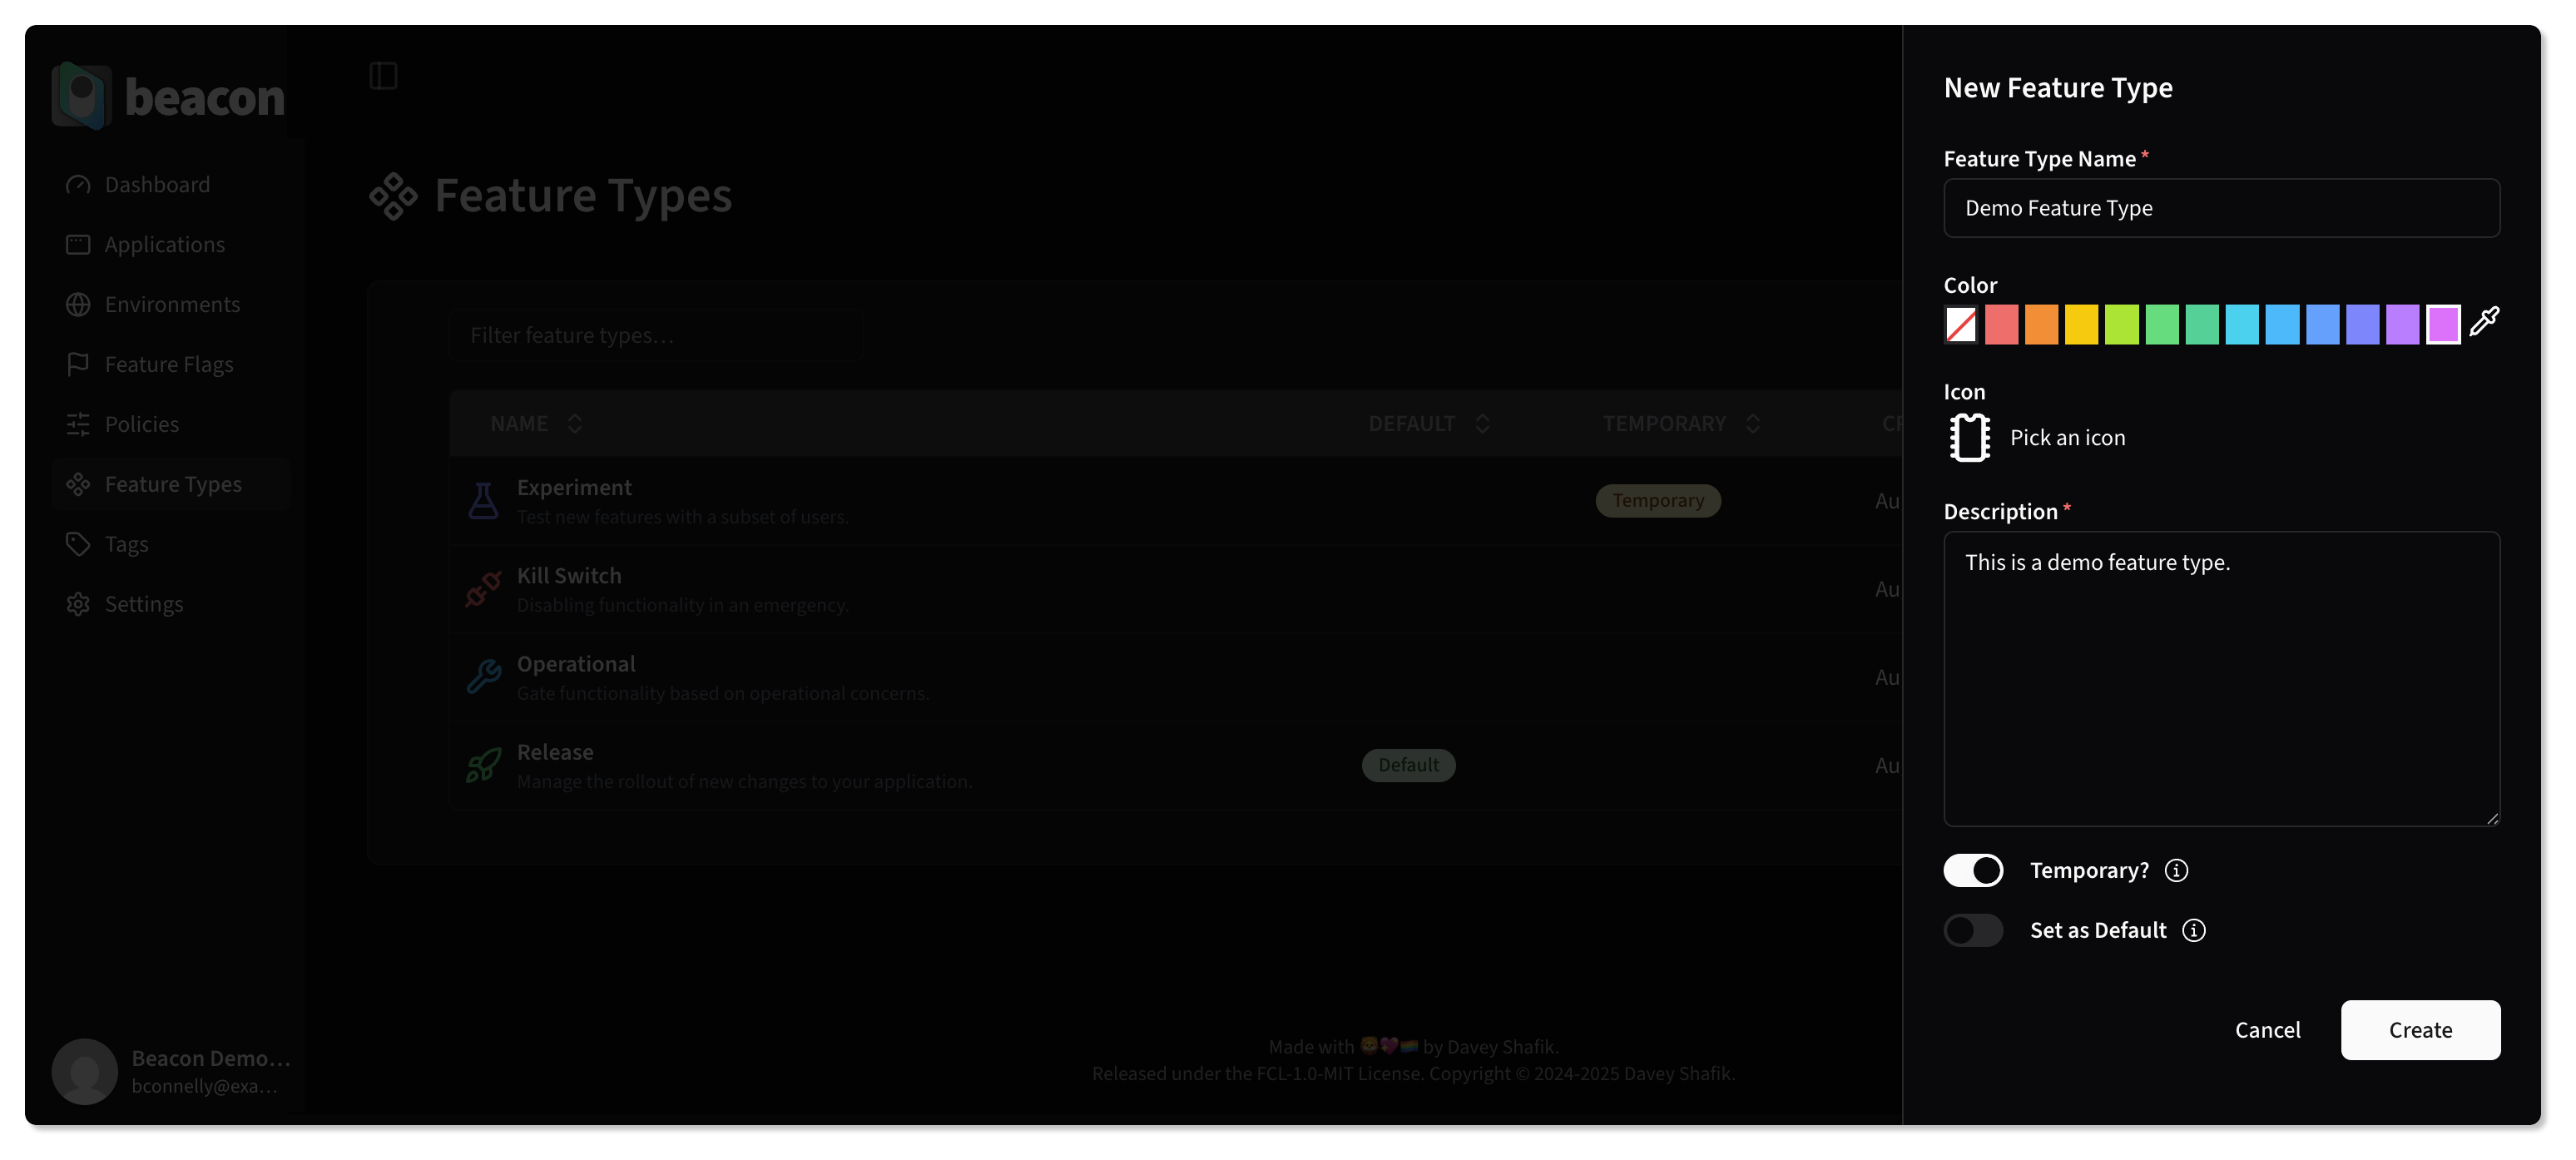 beacon
Dashboard
Applications
Environments
Feature Flags
Policies
Feature Types
Tags
Settings
Beacon Demo…
bconnelly@exa…
Feature Types
Filter feature types…
NAME DEFAULT TEMPORARY
Experiment
Test new features with a subset of users.
Temporary
Au
Kill Switch
Disabling functionality in an emergency.
Au
Operational
Gate functionality based on operational concerns.
Au
Release
Manage the rollout of new changes to your application.
Default
Au
Made with 🦁💖🏳️‍🌈 by Davey Shafik.
Released under the FCL-1.0-MIT License. Copyright © 2024-2025 Davey Shafik.
New Feature Type
Feature Type Name *
Demo Feature Type
Color
Icon
Pick an icon
Description *
This is a demo feature type.
Temporary?
Set as Default
Cancel
Create